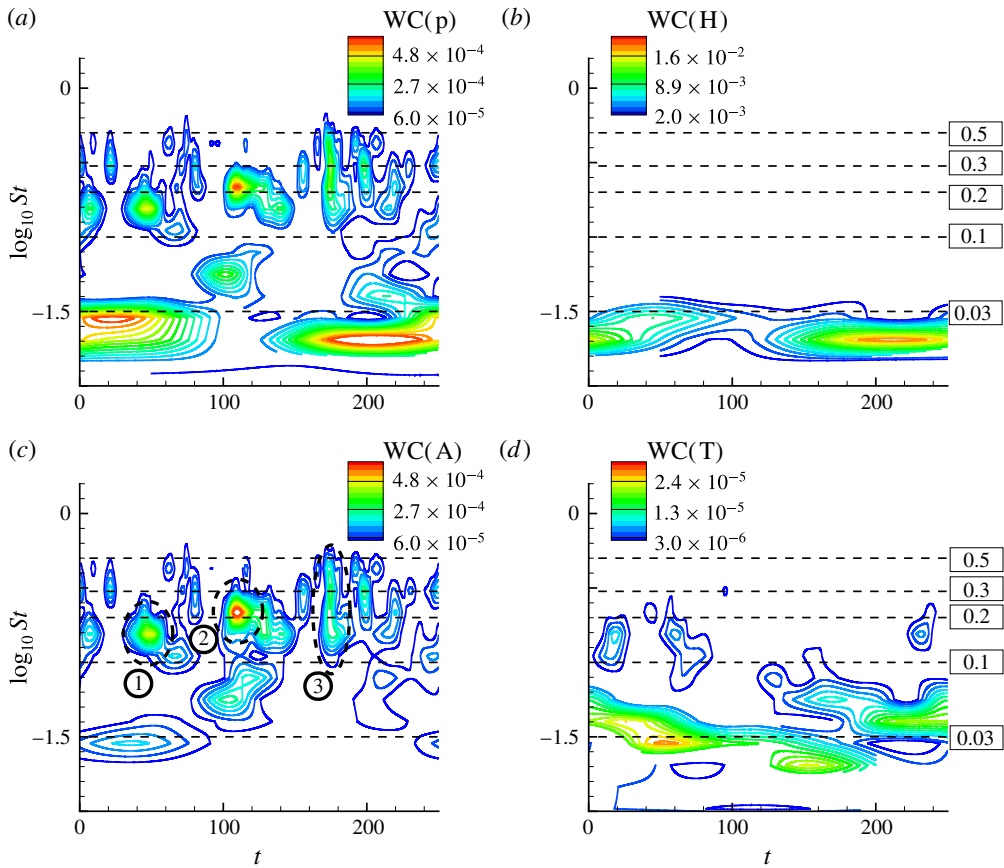 (a)
WC(p)
4.8 × 10⁻⁴
2.7 × 10⁻⁴
6.0 × 10⁻⁵
0
log₁₀ St
−1.5
0
100
200
(b)
WC(H)
1.6 × 10⁻²
8.9 × 10⁻³
2.0 × 10⁻³
0
0.5
0.3
0.2
0.1
−1.5
0.03
0
100
200
(c)
WC(A)
4.8 × 10⁻⁴
2.7 × 10⁻⁴
6.0 × 10⁻⁵
0
log₁₀ St
2
1
3
−1.5
0
100
200
t
(d)
WC(T)
2.4 × 10⁻⁵
1.3 × 10⁻⁵
3.0 × 10⁻⁶
0
0.5
0.3
0.2
0.1
−1.5
0.03
0
100
200
t